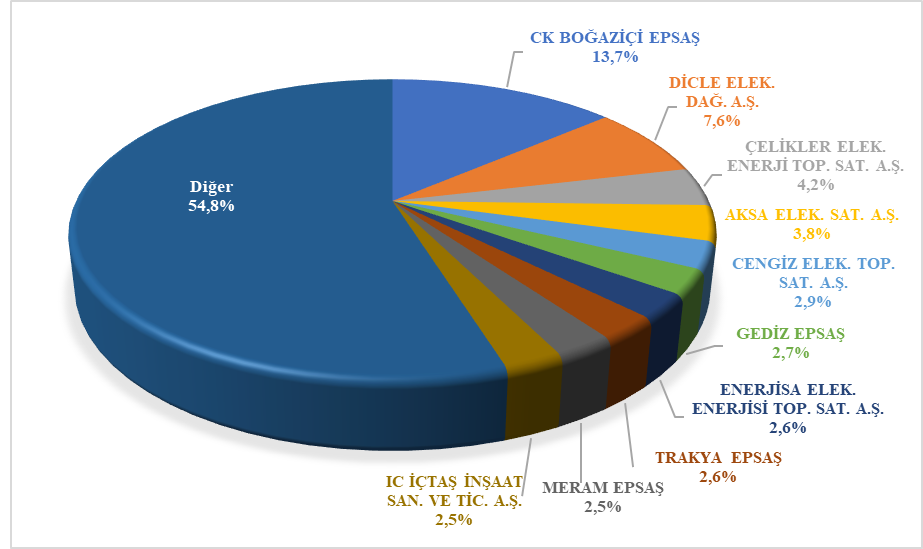 CK BOĞAZİÇİ EPSAŞ
13,7%
DİCLE ELEK.
DAĞ. A.Ş.
7,6%
ÇELİKLER ELEK.
ENERJİ TOP. SAT. A.Ş.
4,2%
AKSA ELEK. SAT. A.Ş.
3,8%
CENGİZ ELEK. TOP.
SAT. A.Ş.
2,9%
GEDİZ EPSAŞ
2,7%
ENERJİSA ELEK.
ENERJİSİ TOP. SAT. A.Ş.
2,6%
TRAKYA EPSAŞ
2,6%
MERAM EPSAŞ
2,5%
IC İÇTAŞ İNŞAAT
SAN. VE TİC. A.Ş.
2,5%
Diğer
54,8%